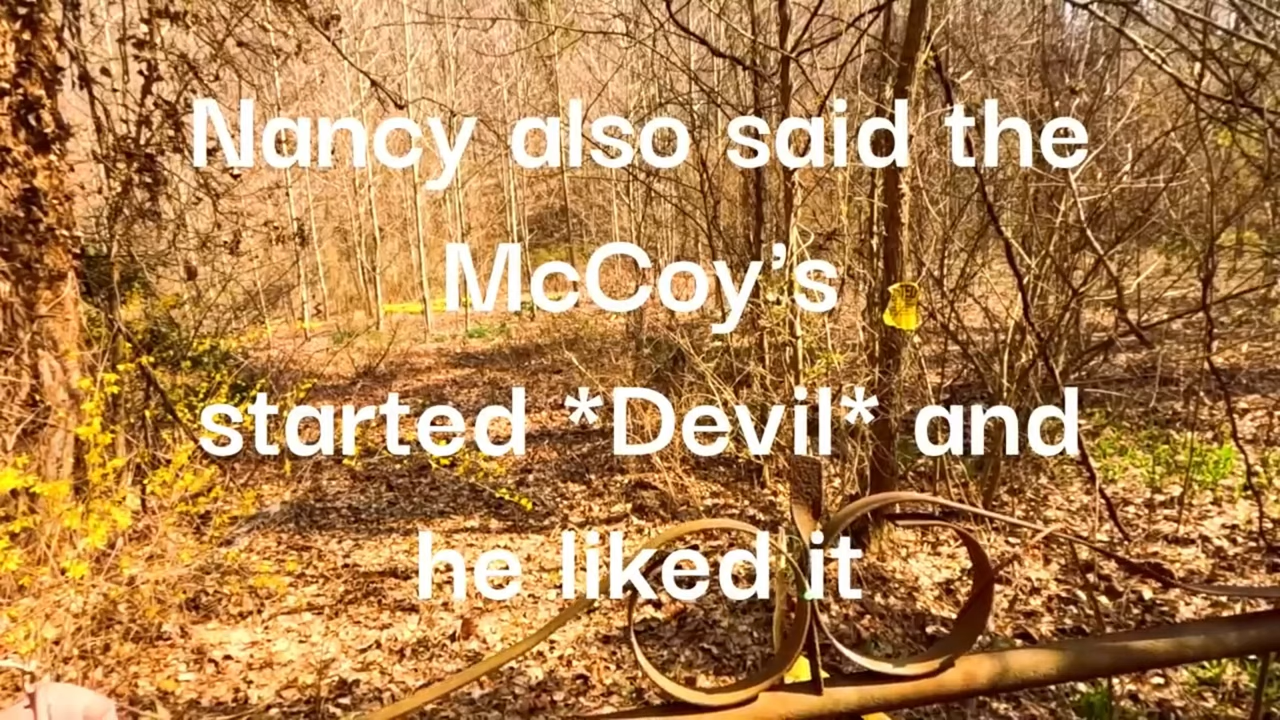 Nancy also said the
McCoy’s
started *Devil* and
he liked it